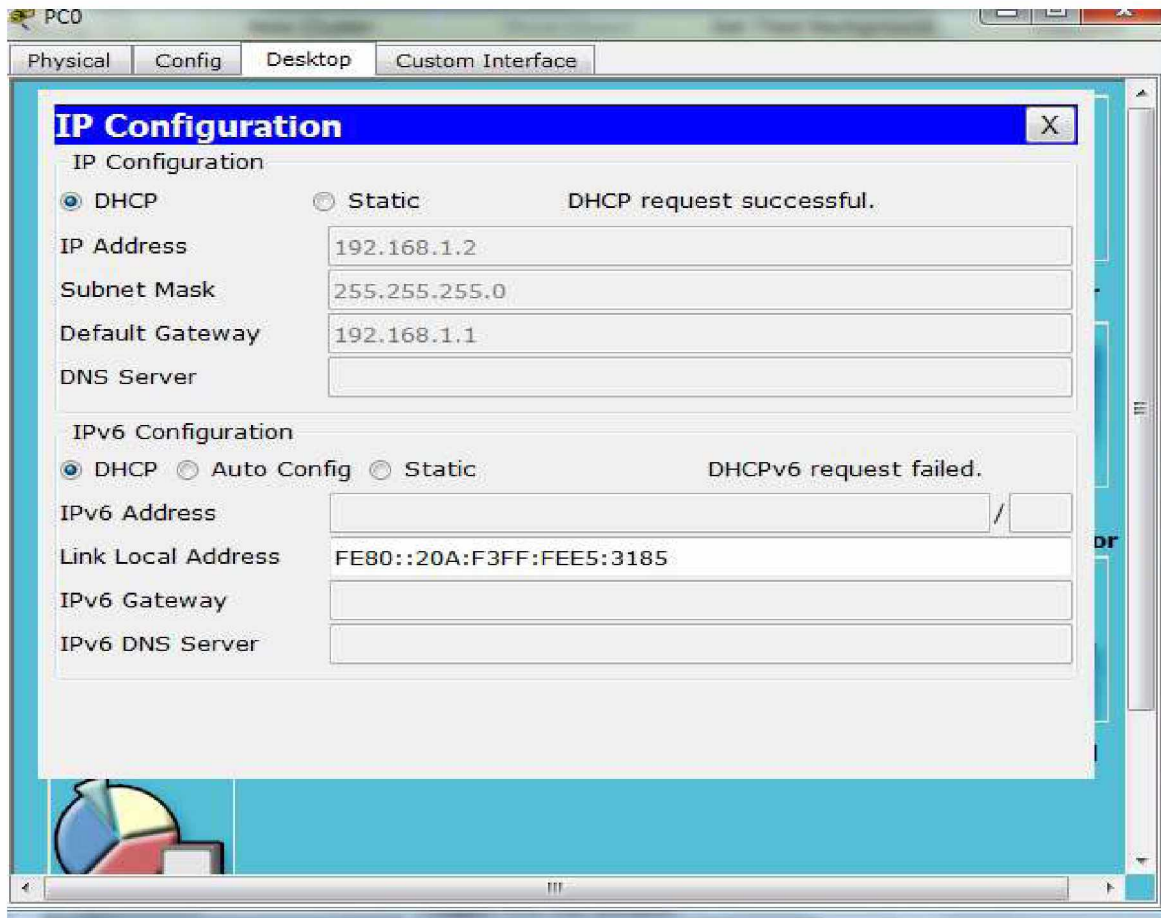 PC0
Physical Config Desktop Custom Interface
IP Configuration X
IP Configuration
DHCP Static DHCP request successful.
IP Address 192.168.1.2
Subnet Mask 255.255.255.0
Default Gateway 192.168.1.1
DNS Server
IPv6 Configuration
DHCP Auto Config Static DHCPv6 request failed.
IPv6 Address /
Link Local Address FE80::20A:F3FF:FEE5:3185
IPv6 Gateway
IPv6 DNS Server
or